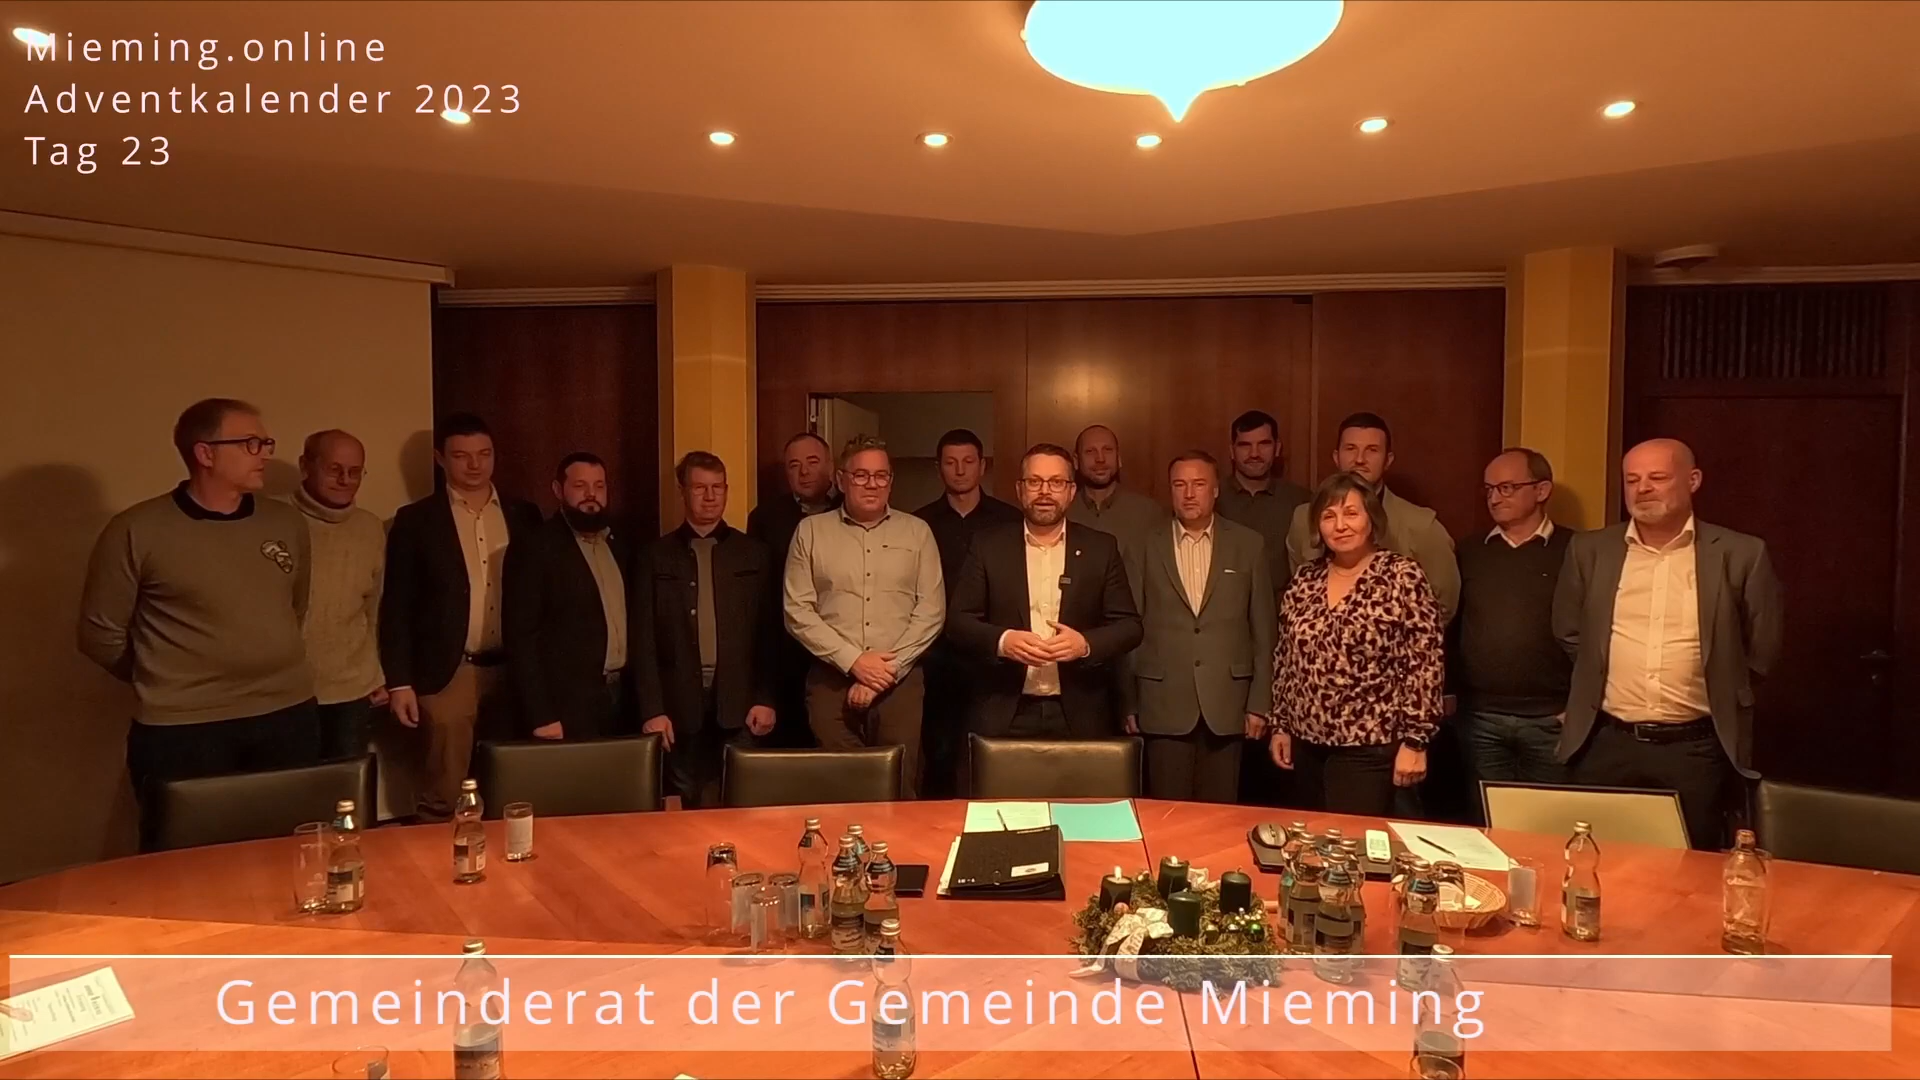 Mieming.online
Adventkalender 2023
Tag 23
Gemeinderat der Gemeinde Mieming